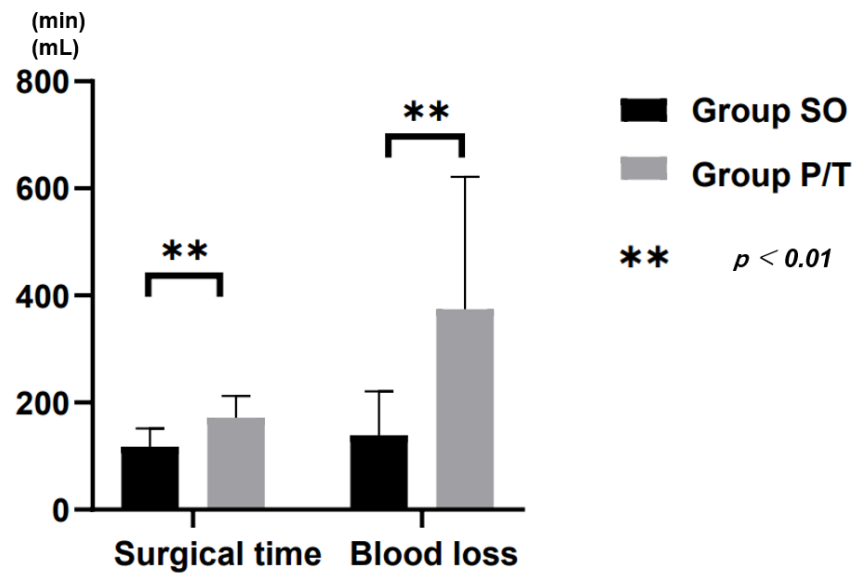 (min)
(mL)
800
600
400
200
0
**
**
Surgical time
Blood loss
Group SO
Group P/T
** p < 0.01